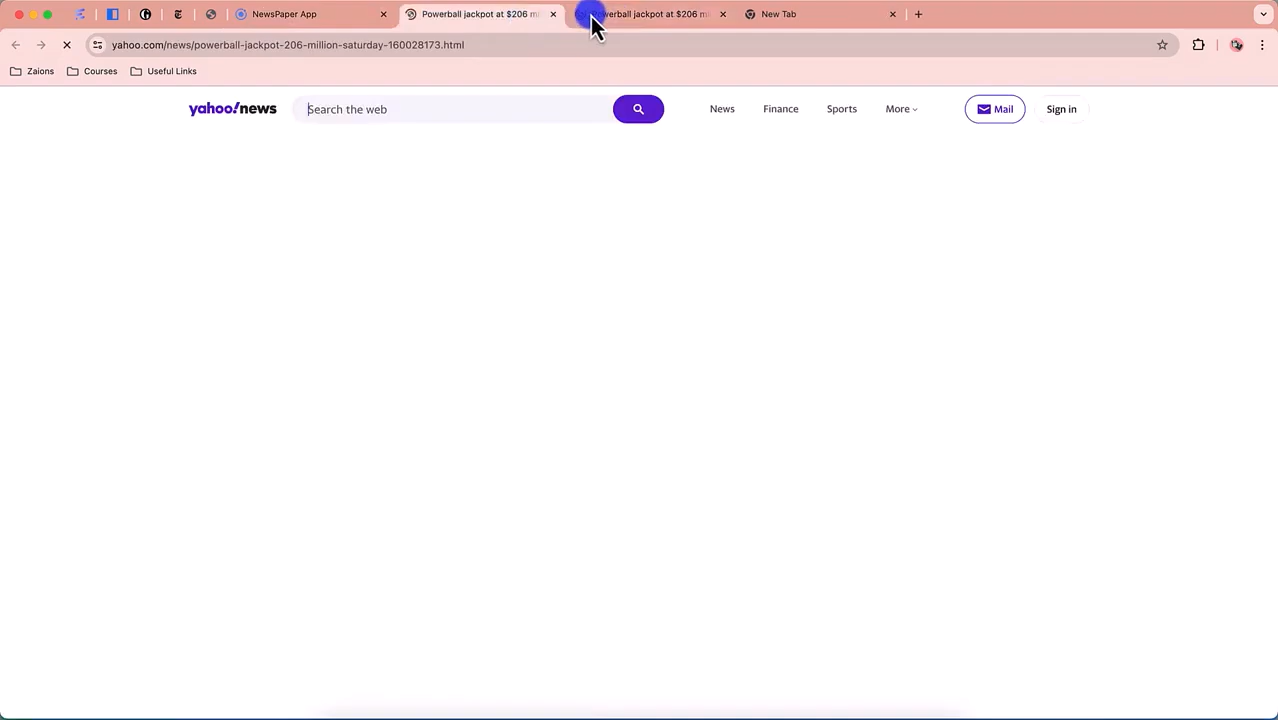 NewsPaper App
Powerball jackpot at $206 mi
Powerball jackpot at $206 m
New Tab
yahoo.com/news/powerball-jackpot-206-million-saturday-160028173.html
Zaions
Courses
Useful Links
yahoo!news
Search the web
News
Finance
Sports
More
Mail
Sign in